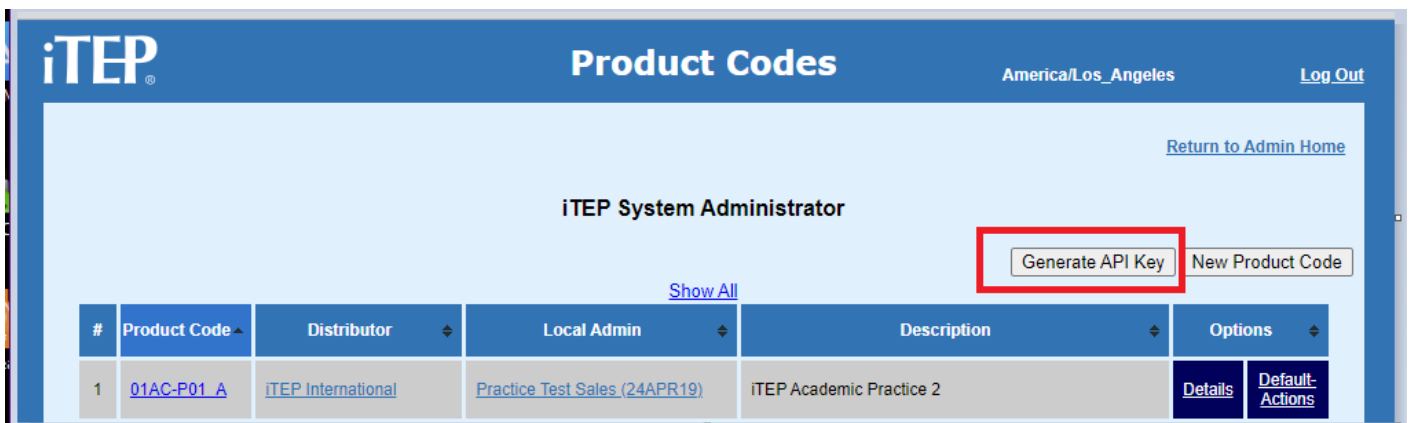 iTEP®
Product Codes
America/Los_Angeles
Log Out
Return to Admin Home
iTEP System Administrator
Generate API Key
New Product Code
Show All
# Product Code Distributor Local Admin Description Options
1 01AC-P01_A iTEP International Practice Test Sales (24APR19) iTEP Academic Practice 2 Details Default-
Actions